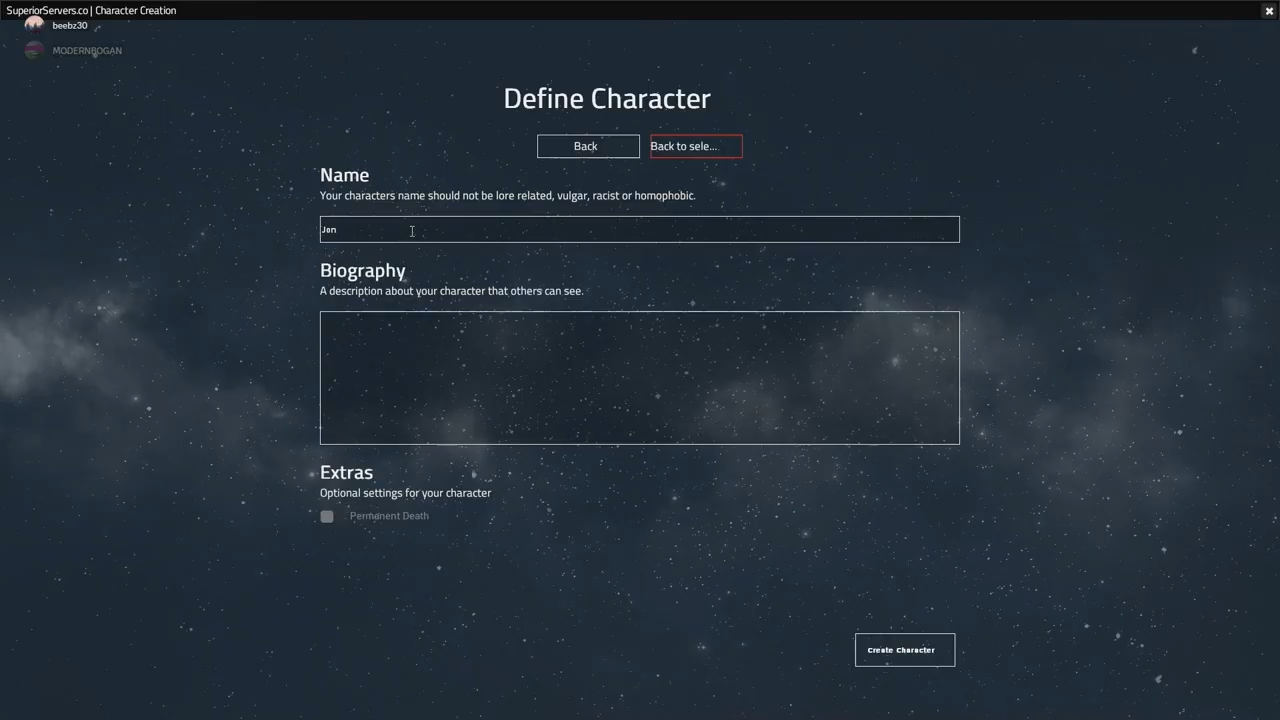 SuperiorServers.co | Character Creation
beebz30
MODERNBOGAN
Define Character
Back
Back to sele...
Name
Your characters name should not be lore related, vulgar, racist or homophobic.
Jon
Biography
A description about your character that others can see.
Extras
Optional settings for your character
Permanent Death
Create Character